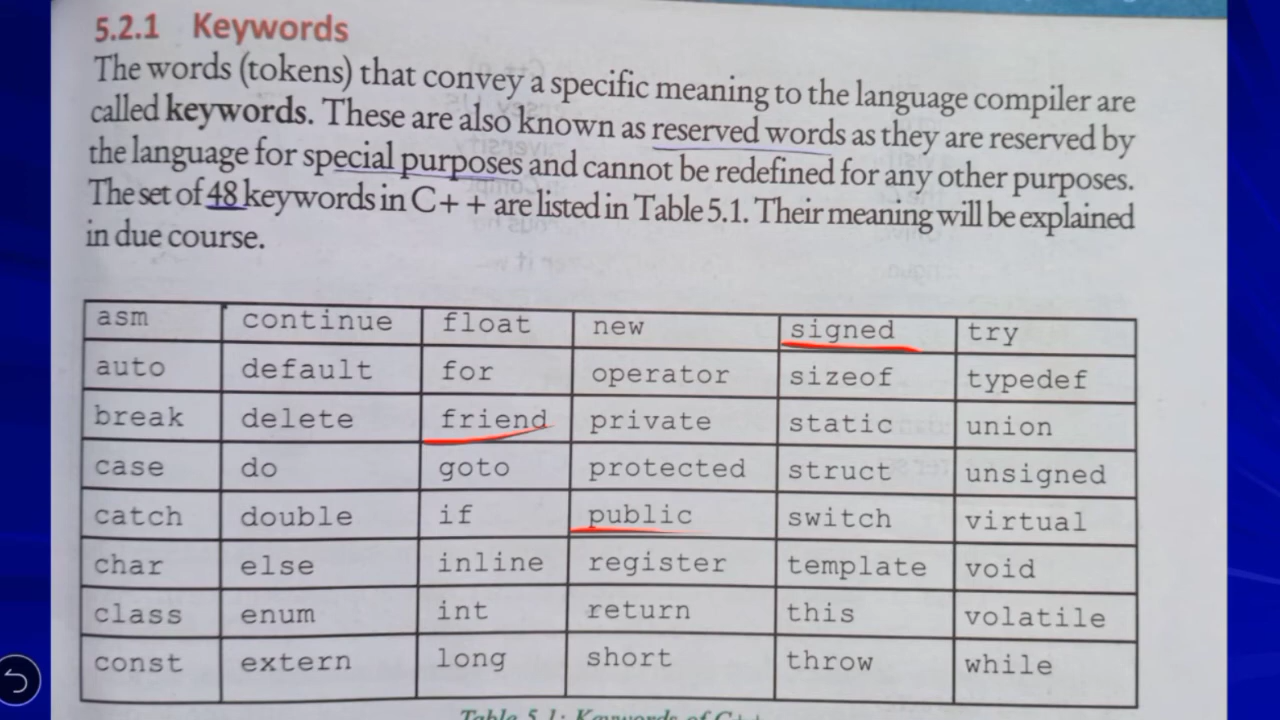 5.2.1 Keywords
The words (tokens) that convey a specific meaning to the language compiler are
called keywords. These are also known as reserved words as they are reserved by
the language for special purposes and cannot be redefined for any other purposes.
The set of 48 keywords in C++ are listed in Table 5.1. Their meaning will be explained
in due course.
asm continue float new signed try
auto default for operator sizeof typedef
break delete friend private static union
case do goto protected struct unsigned
catch double if public switch virtual
char else inline register template void
class enum int return this volatile
const extern long short throw while
Table 5.1: Keywords of C++